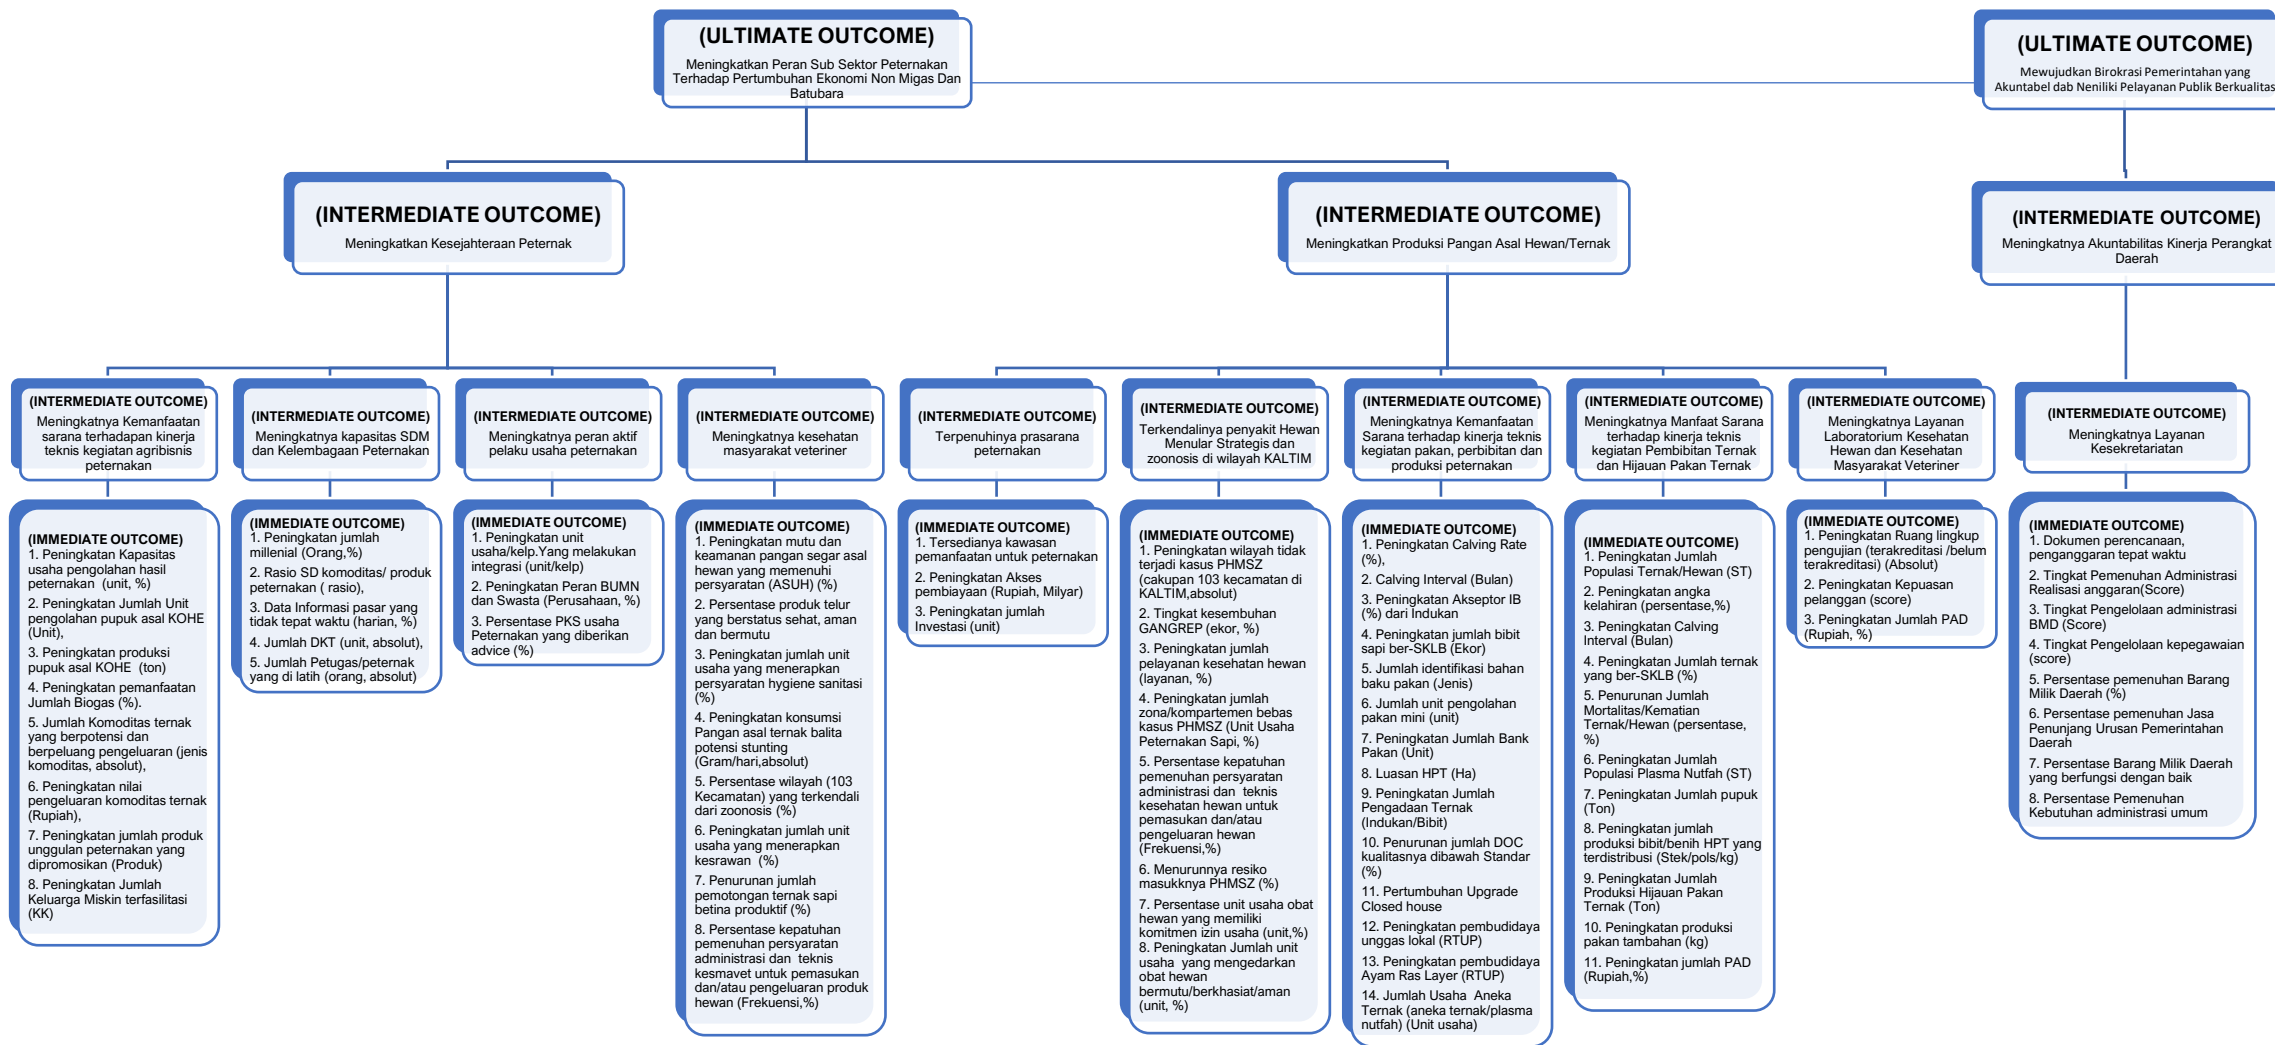 (ULTIMATE OUTCOME)
Meningkatkan Peran Sub Sektor Peternakan
Terhadap Pertumbuhan Ekonomi Non Migas Dan
Batubara
(ULTIMATE OUTCOME)
Mewujudkan Birokrasi Pemerintahan yang
Akuntabel dab Neniliki Pelayanan Publik Berkualitas
(INTERMEDIATE OUTCOME)
Meningkatkan Kesejahteraan Peternak
(INTERMEDIATE OUTCOME)
Meningkatkan Produksi Pangan Asal Hewan/Ternak
(INTERMEDIATE OUTCOME)
Meningkatnya Akuntabilitas Kinerja Perangkat
Daerah
(INTERMEDIATE OUTCOME)
Meningkatnya Kemanfaatan
sarana terhadapan kinerja
teknis kegiatan agribisnis
peternakan
(INTERMEDIATE OUTCOME)
Meningkatnya kapasitas SDM
dan Kelembagaan Peternakan
(INTERMEDIATE OUTCOME)
Meningkatnya peran aktif
pelaku usaha peternakan
(INTERMEDIATE OUTCOME)
Meningkatnya kesehatan
masyarakat veteriner
(INTERMEDIATE OUTCOME)
Terpenuhinya prasarana
peternakan
(INTERMEDIATE OUTCOME)
Terkendalinya penyakit Hewan
Menular Strategis dan
zoonosis di wilayah KALTIM
(INTERMEDIATE OUTCOME)
Meningkatnya Kemanfaatan
Sarana terhadap kinerja teknis
kegiatan pakan, perbibitan dan
produksi peternakan
(INTERMEDIATE OUTCOME)
Meningkatnya Manfaat Sarana
terhadap kinerja teknis
kegiatan Pembibitan Ternak
dan Hijauan Pakan Ternak
(INTERMEDIATE OUTCOME)
Meningkatnya Layanan
Laboratorium Kesehatan
Hewan dan Kesehatan
Masyarakat Veteriner
(INTERMEDIATE OUTCOME)
Meningkatnya Layanan
Kesekretariatan
(IMMEDIATE OUTCOME)
1. Peningkatan Kapasitas
usaha pengolahan hasil
peternakan (unit, %)
2. Peningkatan Jumlah Unit
pengolahan pupuk asal KOHE
(Unit),
3. Peningkatan produksi
pupuk asal KOHE (ton)
4. Peningkatan pemanfaatan
Jumlah Biogas (%).
5. Jumlah Komoditas ternak
yang berpotensi dan
berpeluang pengeluaran (jenis
komoditas, absolut),
6. Peningkatan nilai
pengeluaran komoditas ternak
(Rupiah),
7. Peningkatan jumlah produk
unggulan peternakan yang
dipromosikan (Produk)
8. Peningkatan Jumlah
Keluarga Miskin terfasilitasi
(KK)
(IMMEDIATE OUTCOME)
1. Peningkatan jumlah
millenial (Orang,%)
2. Rasio SD komoditas/ produk
peternakan ( rasio),
3. Data Informasi pasar yang
tidak tepat waktu (harian, %)
4. Jumlah DKT (unit, absolut),
5. Jumlah Petugas/peternak
yang di latih (orang, absolut)
(IMMEDIATE OUTCOME)
1. Peningkatan unit
usaha/kelp.Yang melakukan
integrasi (unit/kelp)
2. Peningkatan Peran BUMN
dan Swasta (Perusahaan, %)
3. Persentase PKS usaha
Peternakan yang diberikan
advice (%)
(IMMEDIATE OUTCOME)
1. Peningkatan mutu dan
keamanan pangan segar asal
hewan yang memenuhi
persyaratan (ASUH) (%)
2. Persentase produk telur
yang berstatus sehat, aman
dan bermutu
3. Peningkatan jumlah unit
usaha yang menerapkan
persyaratan hygiene sanitasi
(%)
4. Peningkatan konsumsi
Pangan asal ternak balita
potensi stunting
(Gram/hari,absolut)
5. Persentase wilayah (103
Kecamatan) yang terkendali
dari zoonosis (%)
6. Peningkatan jumlah unit
usaha yang menerapkan
kesrawan (%)
7. Penurunan jumlah
pemotongan ternak sapi
betina produktif (%)
8. Persentase kepatuhan
pemenuhan persyaratan
administrasi dan teknis
kesmavet untuk pemasukan
dan/atau pengeluaran produk
hewan (Frekuensi,%)
(IMMEDIATE OUTCOME)
1. Tersedianya kawasan
pemanfaatan untuk peternakan
2. Peningkatan Akses
pembiayaan (Rupiah, Milyar)
3. Peningkatan jumlah
Investasi (unit)
(IMMEDIATE OUTCOME)
1. Peningkatan wilayah tidak
terjadi kasus PHMSZ
(cakupan 103 kecamatan di
KALTIM,absolut)
2. Tingkat kesembuhan
GANGREP (ekor, %)
3. Peningkatan jumlah
pelayanan kesehatan hewan
(layanan, %)
4. Peningkatan jumlah
zona/kompartemen bebas
kasus PHMSZ (Unit Usaha
Peternakan Sapi, %)
5. Persentase kepatuhan
pemenuhan persyaratan
administrasi dan teknis
kesehatan hewan untuk
pemasukan dan/atau
pengeluaran hewan
(Frekuensi,%)
6. Menurunnya resiko
masukknya PHMSZ (%)
7. Persentase unit usaha obat
hewan yang memiliki
komitmen izin usaha (unit,%)
8. Peningkatan Jumlah unit
usaha yang mengedarkan
obat hewan
bermutu/berkhasiat/aman
(unit, %)
(IMMEDIATE OUTCOME)
1. Peningkatan Calving Rate
(%),
2. Calving Interval (Bulan)
3. Peningkatan Akseptor IB
(%) dari Indukan
4. Peningkatan jumlah bibit
sapi ber-SKLB (Ekor)
5. Jumlah identifikasi bahan
baku pakan (Jenis)
6. Jumlah unit pengolahan
pakan mini (unit)
7. Peningkatan Jumlah Bank
Pakan (Unit)
8. Luasan HPT (Ha)
9. Peningkatan Jumlah
Pengadaan Ternak
(Indukan/Bibit)
10. Penurunan jumlah DOC
kualitasnya dibawah Standar
(%)
11. Pertumbuhan Upgrade
Closed house
12. Peningkatan pembudidaya
unggas lokal (RTUP)
13. Peningkatan pembudidaya
Ayam Ras Layer (RTUP)
14. Jumlah Usaha Aneka
Ternak (aneka ternak/plasma
nutfah) (Unit usaha)
(IMMEDIATE OUTCOME)
1. Peningkatan Jumlah
Populasi Ternak/Hewan (ST)
2. Peningkatan angka
kelahiran (persentase,%)
3. Peningkatan Calving
Interval (Bulan)
4. Peningkatan Jumlah ternak
yang ber-SKLB (%)
5. Penurunan Jumlah
Mortalitas/Kematian
Ternak/Hewan (persentase,
%)
6. Peningkatan Jumlah
Populasi Plasma Nutfah (ST)
7. Peningkatan Jumlah pupuk
(Ton)
8. Peningkatan jumlah
produksi bibit/benih HPT yang
terdistribusi (Stek/pols/kg)
9. Peningkatan Jumlah
Produksi Hijauan Pakan
Ternak (Ton)
10. Peningkatan produksi
pakan tambahan (kg)
11. Peningkatan jumlah PAD
(Rupiah,%)
(IMMEDIATE OUTCOME)
1. Peningkatan Ruang lingkup
pengujian (terakreditasi /belum
terakreditasi) (Absolut)
2. Peningkatan Kepuasan
pelanggan (score)
3. Peningkatan Jumlah PAD
(Rupiah, %)
(IMMEDIATE OUTCOME)
1. Dokumen perencanaan,
penganggaran tepat waktu
2. Tingkat Pemenuhan Administrasi
Realisasi anggaran(Score)
3. Tingkat Pengelolaan administrasi
BMD (Score)
4. Tingkat Pengelolaan kepegawaian
(score)
5. Persentase pemenuhan Barang
Milik Daerah (%)
6. Persentase pemenuhan Jasa
Penunjang Urusan Pemerintahan
Daerah
7. Persentase Barang Milik Daerah
yang berfungsi dengan baik
8. Persentase Pemenuhan
Kebutuhan administrasi umum